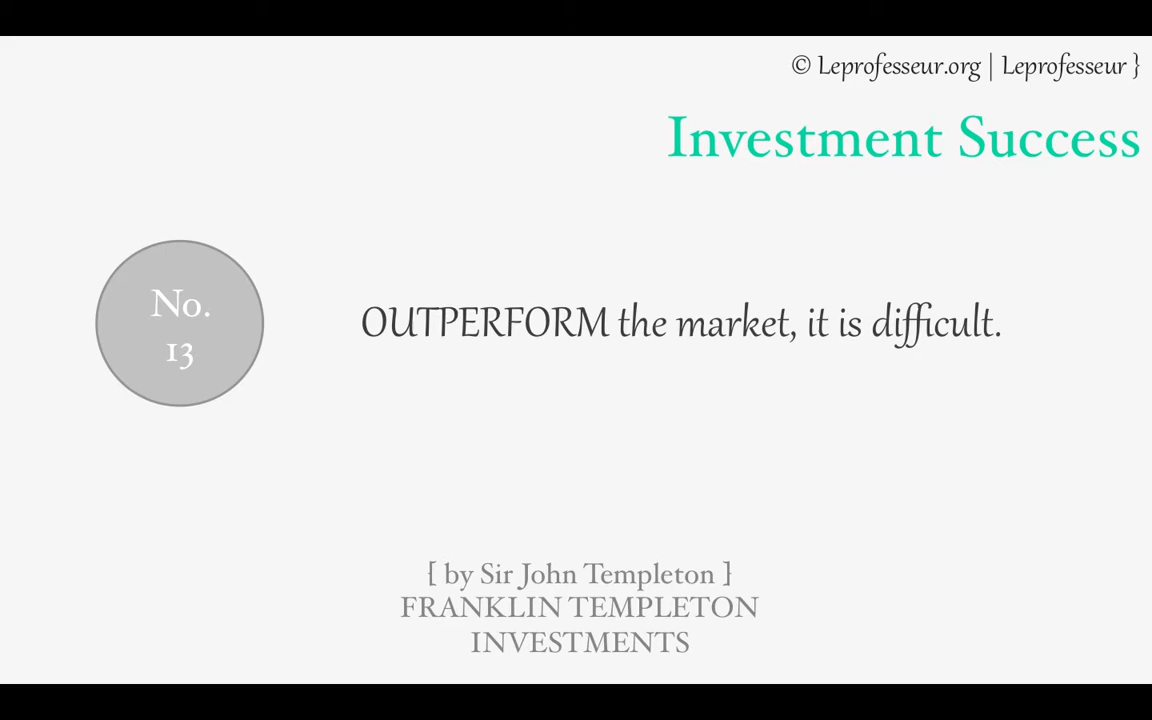 © Leprofesseur.org | Leprofesseur }
Investment Success
No.
13
OUTPERFORM the market, it is difficult.
{ by Sir John Templeton }
FRANKLIN TEMPLETON
INVESTMENTS